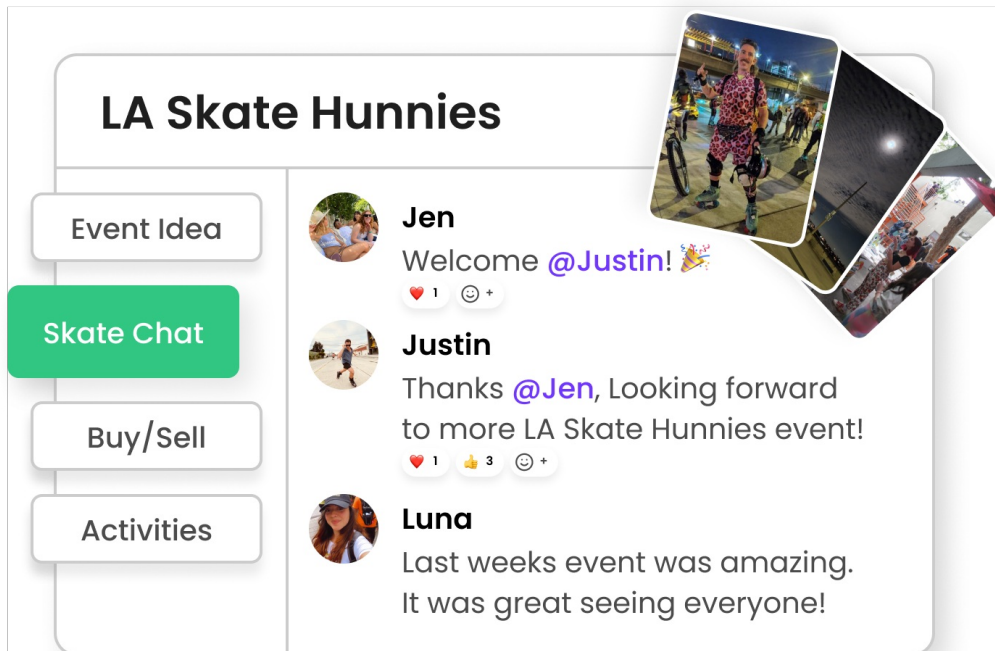 LA Skate Hunnies
Event Idea
Skate Chat
Buy/Sell
Activities
Jen
Welcome @Justin! 🎉
❤️ 1 +
Justin
Thanks @Jen, Looking forward
to more LA Skate Hunnies event!
❤️ 1 👍 3 +
Luna
Last weeks event was amazing.
It was great seeing everyone!